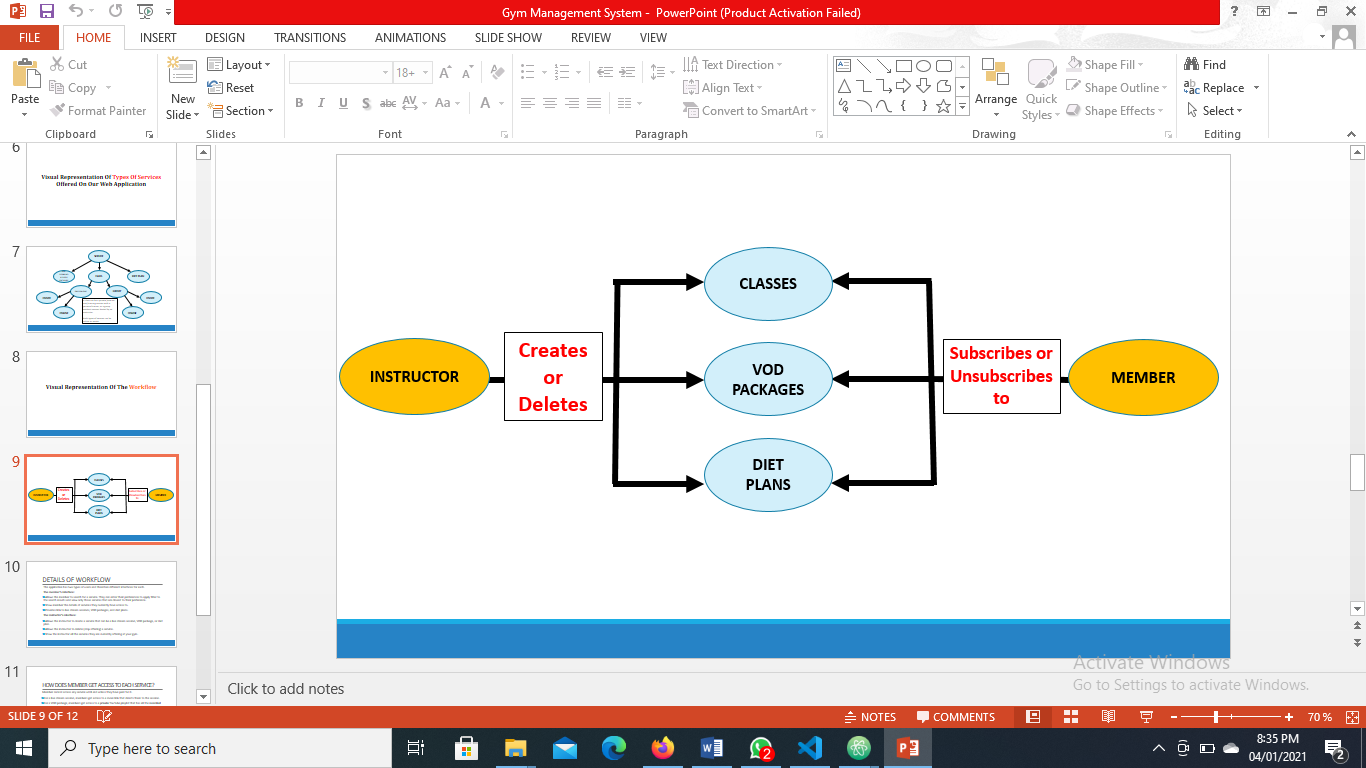 Gym Management System - PowerPoint (Product Activation Failed)
FILE
HOME
INSERT
DESIGN
TRANSITIONS
ANIMATIONS
SLIDE SHOW
REVIEW
VIEW
Paste
Cut
Copy
Format Painter
Clipboard
New Slide
Layout
Reset
Section
Slides
18+
Font
Text Direction
Align Text
Convert to SmartArt
Paragraph
Arrange
Quick Styles
Shape Fill
Shape Outline
Shape Effects
Drawing
Find
Replace
Select
Editing
6
Visual Representation Of Types Of Services
Offered On Our Web Application
7
8
Visual Representation Of The Workflow
9
10
DETAILS OF WORKFLOW
11
HOW DOES MEMBER GET ACCESS TO EACH SERVICE?
INSTRUCTOR
Creates
or
Deletes
CLASSES
VOD
PACKAGES
DIET
PLANS
Subscribes or
Unsubscribes
to
MEMBER
Click to add notes
Activate Windows
Go to Settings to activate Windows.
SLIDE 9 OF 12
NOTES
COMMENTS
70 %
Type here to search
2
8:35 PM
04/01/2021
2